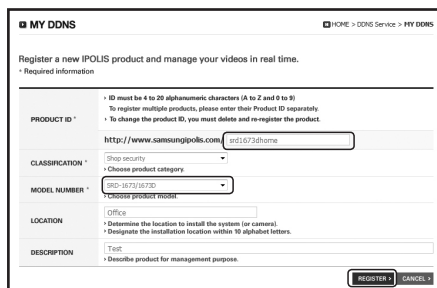 MY DDNS
HOME > DDNS Service > MY DDNS
Register a new IPOLIS product and manage your videos in real time.
* Required information
PRODUCT ID *
› ID must be 4 to 20 alphanumeric characters (A to Z and 0 to 9)
To register multiple products, please enter their Product ID separately.
› To change the product ID, you must delete and re-register the product.
http://www.samsungipolis.com/ srd1673dhome
CLASSIFICATION *
Shop security
› Choose product category.
MODEL NUMBER *
SRD-1673/1673D
› Choose product model.
LOCATION
Office
› Determine the location to install the system (or camera).
› Designate the installation location within 10 alphabet letters.
DESCRIPTION
Test
› Describe product for management purpose.
REGISTER › CANCEL ›